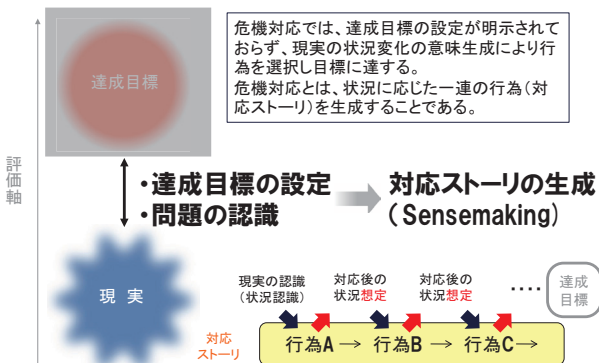 危機対応では、達成目標の設定が明示されて
おらず、現実の状況変化の意味生成により行
為を選択し目標に達する。
危機対応とは、状況に応じた一連の行為（対
応ストーリ）を生成することである。
達成目標
評価軸
・達成目標の設定
・問題の認識
対応ストーリの生成
（Sensemaking）
現 実
現実の認識
（状況認識）
対応後の
状況想定
対応後の
状況想定
‥‥
達成
目標
対応
ストーリ
行為A → 行為B → 行為C→